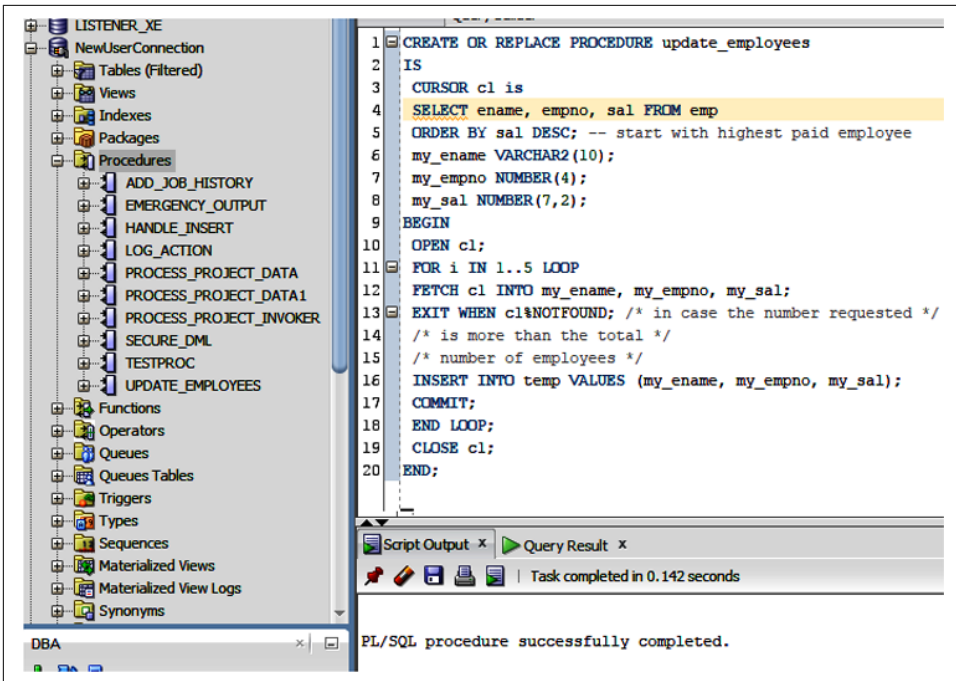 LISTENER_XE
NewUserConnection
Tables (Filtered)
Views
Indexes
Packages
Procedures
ADD_JOB_HISTORY
EMERGENCY_OUTPUT
HANDLE_INSERT
LOG_ACTION
PROCESS_PROJECT_DATA
PROCESS_PROJECT_DATA1
PROCESS_PROJECT_INVOKER
SECURE_DML
TESTPROC
UPDATE_EMPLOYEES
Functions
Operators
Queues
Queues Tables
Triggers
Types
Sequences
Materialized Views
Materialized View Logs
Synonyms
DBA
1 CREATE OR REPLACE PROCEDURE update_employees
2 IS
3 CURSOR c1 is
4 SELECT ename, empno, sal FROM emp
5 ORDER BY sal DESC; -- start with highest paid employee
6 my_ename VARCHAR2(10);
7 my_empno NUMBER(4);
8 my_sal NUMBER(7,2);
9 BEGIN
10 OPEN c1;
11 FOR i IN 1..5 LOOP
12 FETCH c1 INTO my_ename, my_empno, my_sal;
13 EXIT WHEN c1%NOTFOUND; /* in case the number requested */
14 /* is more than the total */
15 /* number of employees */
16 INSERT INTO temp VALUES (my_ename, my_empno, my_sal);
17 COMMIT;
18 END LOOP;
19 CLOSE c1;
20 END;
Script Output x Query Result x
Task completed in 0.142 seconds
PL/SQL procedure successfully completed.